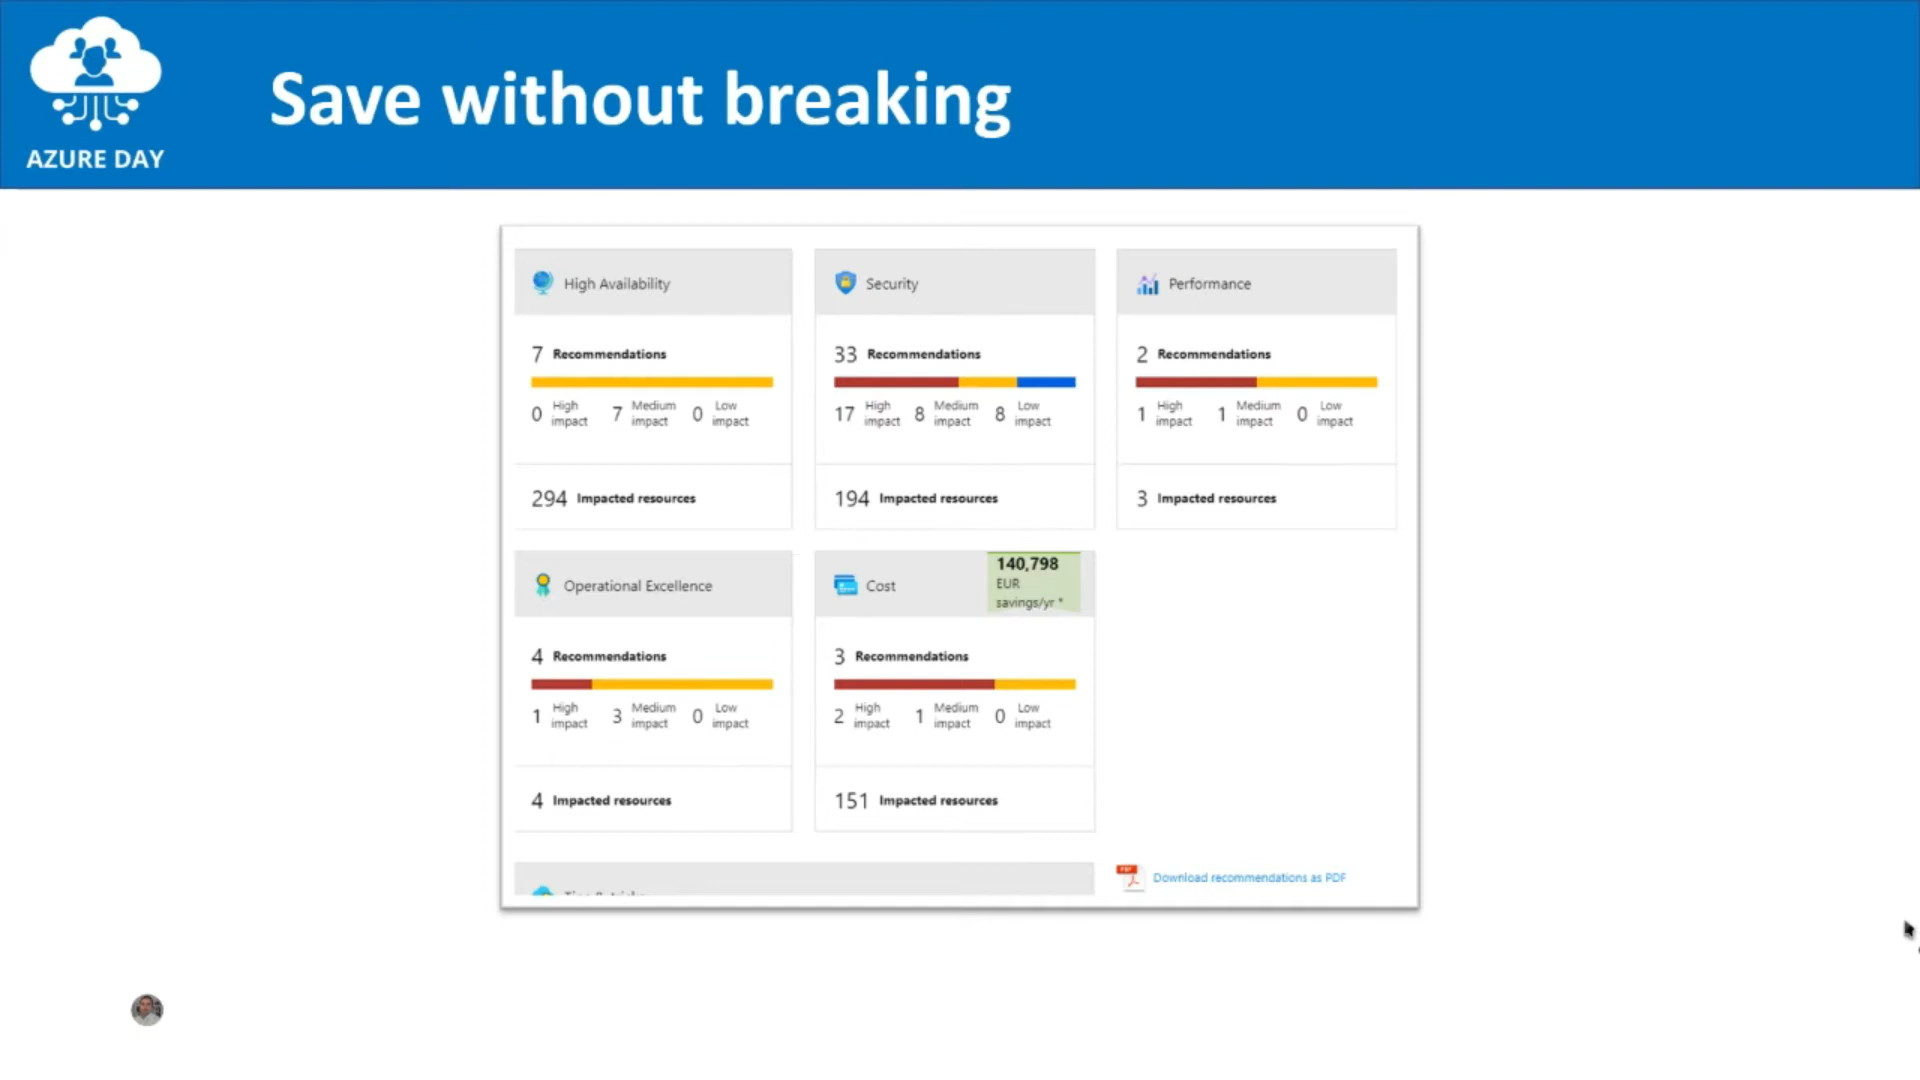 Save without breaking
AZURE DAY
High Availability
7 Recommendations
0 High impact 7 Medium impact 0 Low impact
294 Impacted resources
Security
33 Recommendations
17 High impact 8 Medium impact 8 Low impact
194 Impacted resources
Performance
2 Recommendations
1 High impact 1 Medium impact 0 Low impact
3 Impacted resources
Operational Excellence
4 Recommendations
1 High impact 3 Medium impact 0 Low impact
4 Impacted resources
Cost
140,798
EUR
savings/yr *
3 Recommendations
2 High impact 1 Medium impact 0 Low impact
151 Impacted resources
PDF
Download recommendations as PDF